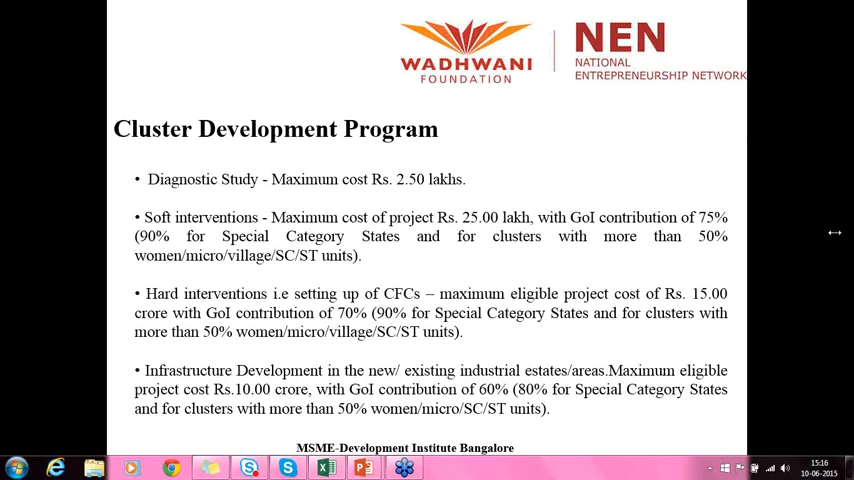 WADHWANI
FOUNDATION
NEN
NATIONAL
ENTREPRENEURSHIP NETWORK
Cluster Development Program
• Diagnostic Study - Maximum cost Rs. 2.50 lakhs.
• Soft interventions - Maximum cost of project Rs. 25.00 lakh, with GoI contribution of 75%
(90% for Special Category States and for clusters with more than 50%
women/micro/village/SC/ST units).
• Hard interventions i.e setting up of CFCs – maximum eligible project cost of Rs. 15.00
crore with GoI contribution of 70% (90% for Special Category States and for clusters with
more than 50% women/micro/village/SC/ST units).
• Infrastructure Development in the new/ existing industrial estates/areas.Maximum eligible
project cost Rs.10.00 crore, with GoI contribution of 60% (80% for Special Category States
and for clusters with more than 50% women/micro/SC/ST units).
MSME-Development Institute Bangalore
15:16
10-06-2015